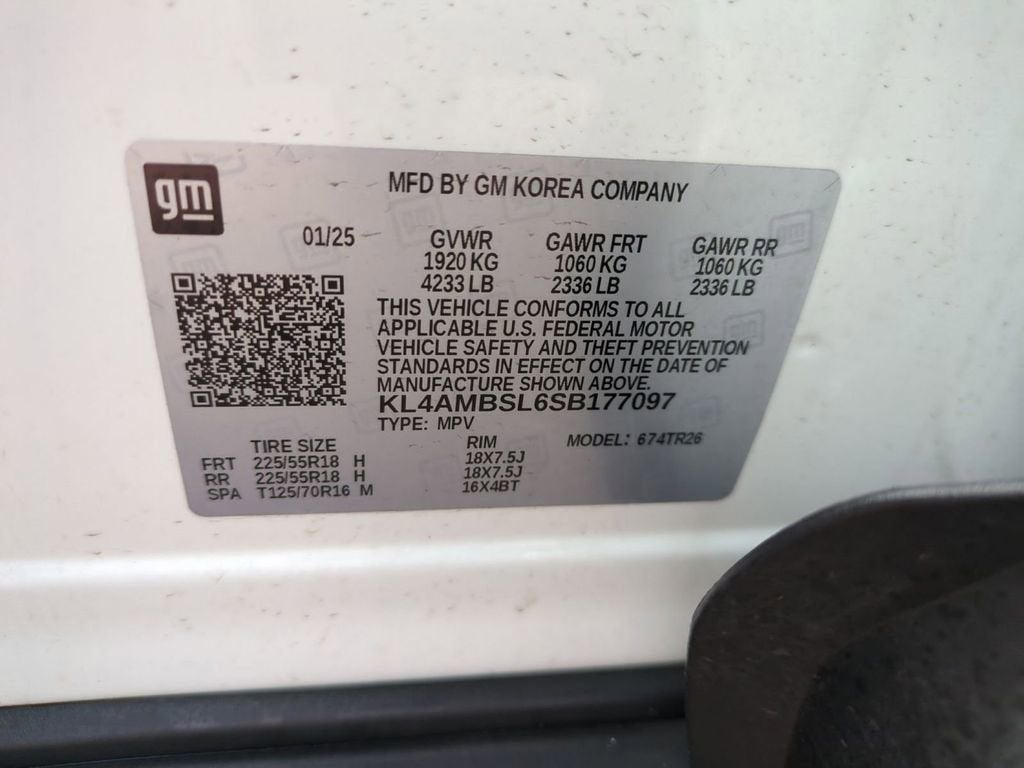 gm
MFD BY GM KOREA COMPANY
01/25 GVWR GAWR FRT GAWR RR
1920 KG 1060 KG 1060 KG
4233 LB 2336 LB 2336 LB
THIS VEHICLE CONFORMS TO ALL
APPLICABLE U.S. FEDERAL MOTOR
VEHICLE SAFETY AND THEFT PREVENTION
STANDARDS IN EFFECT ON THE DATE OF
MANUFACTURE SHOWN ABOVE.
KL4AMBSL6SB177097
TYPE: MPV
TIRE SIZE RIM MODEL: 674TR26
FRT 225/55R18 H 18X7.5J
RR 225/55R18 H 18X7.5J
SPA T125/70R16 M 16X4BT